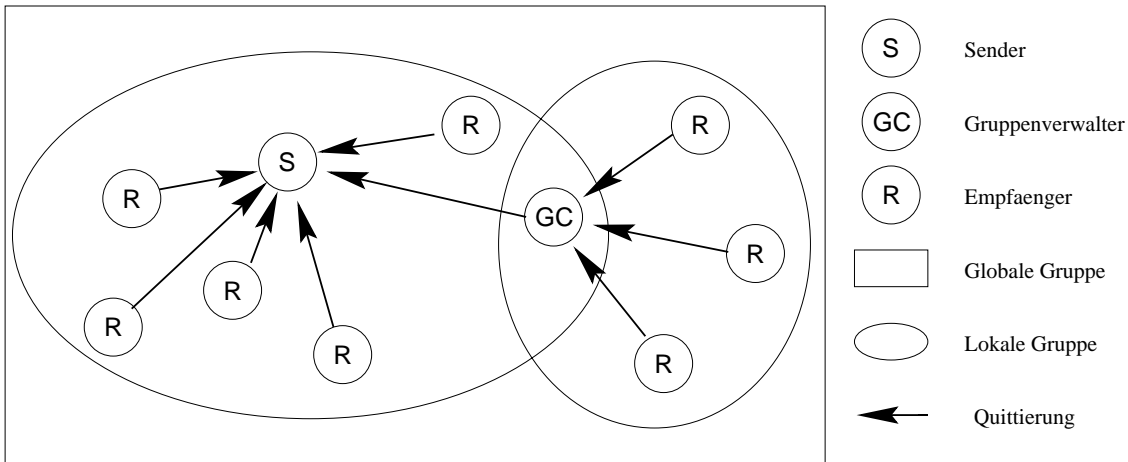 R
R
S
R
R
R
R
GC
R
R
R
S Sender
GC Gruppenverwalter
R Empfaenger
Globale Gruppe
Lokale Gruppe
Quittierung